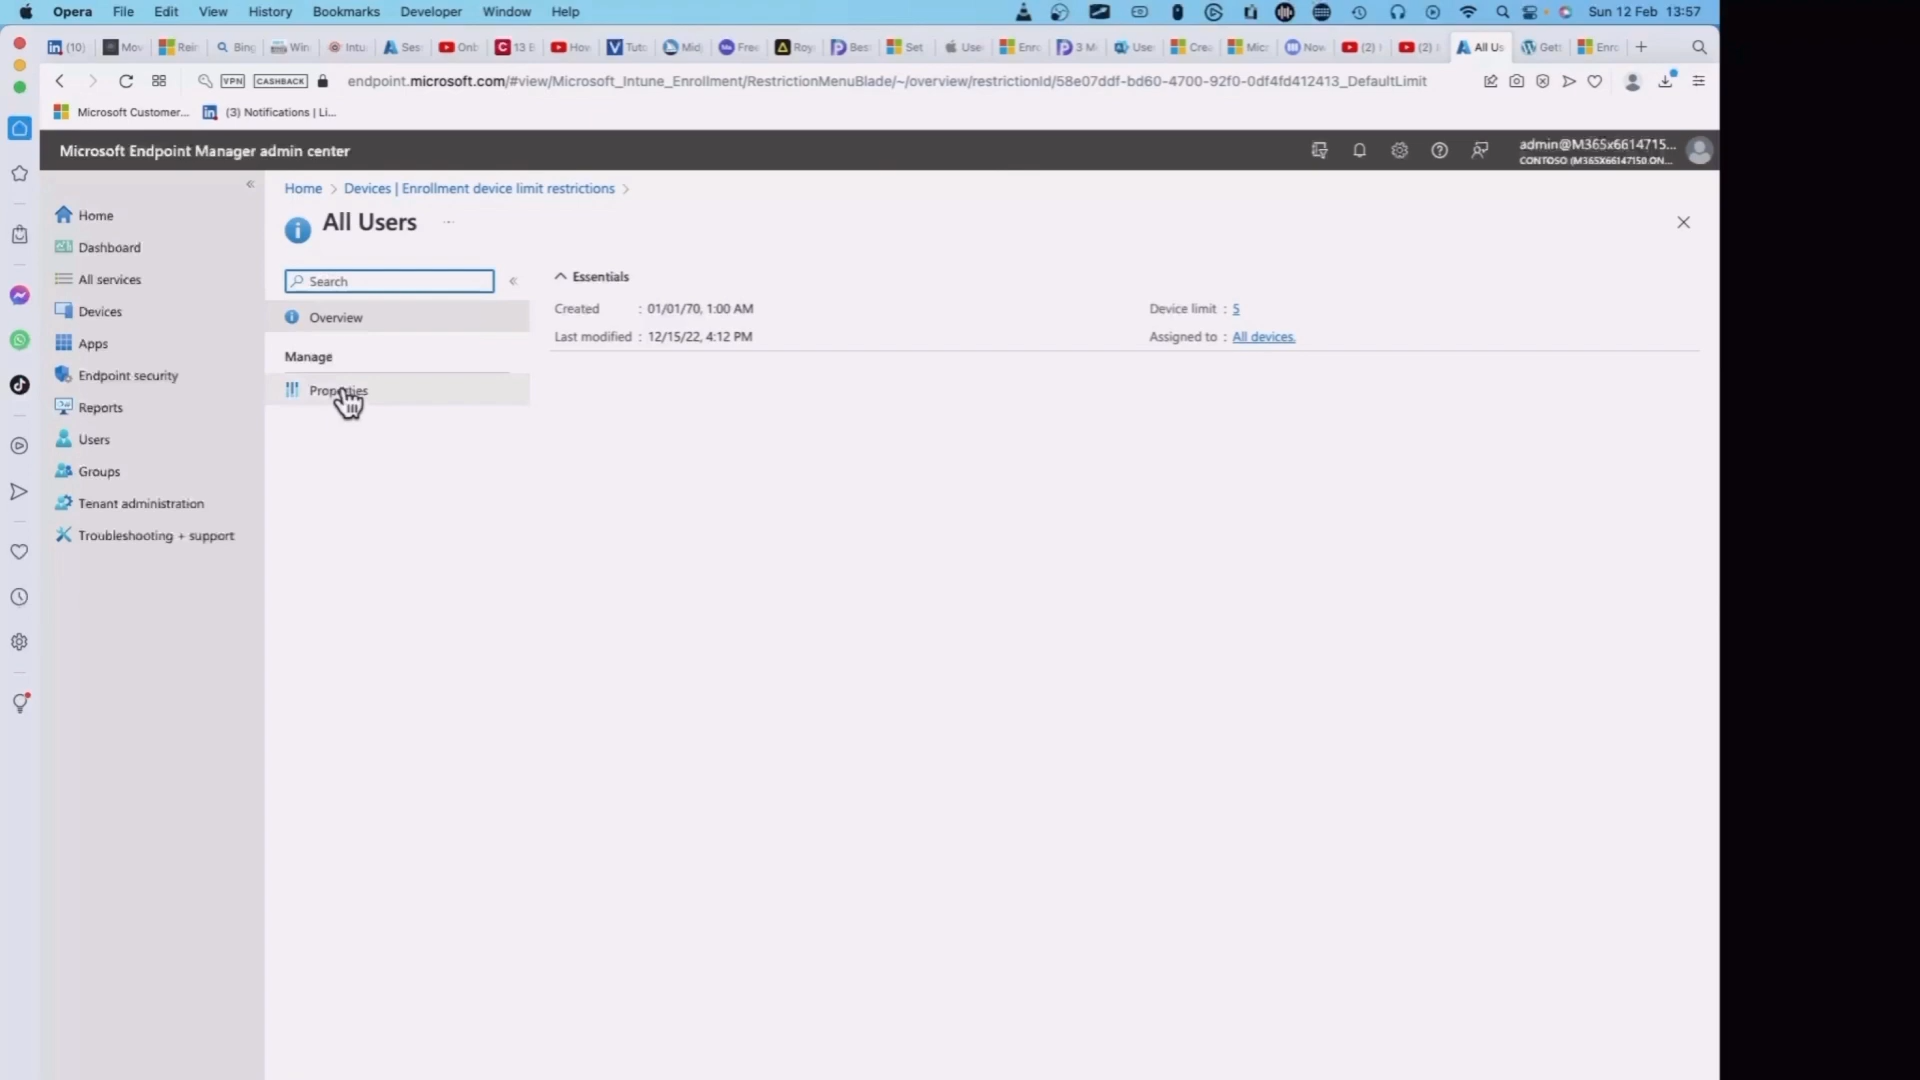 Opera File Edit View History Bookmarks Developer Window Help Sun 12 Feb 13:57
(10) Mov Rein Bing Win Intu Ses Onb 13 E How Tuto Mid Free Roy Bes Set Use Enro 3 M Use Crea Micr Now (2) (2) All Us Gett Enro
VPN CASHBACK endpoint.microsoft.com/#view/Microsoft_Intune_Enrollment/RestrictionMenuBlade/~/overview/restrictionId/58e07ddf-bd60-4700-92f0-0df4fd412413_DefaultLimit
Microsoft Customer... (3) Notifications | Li...
Microsoft Endpoint Manager admin center
admin@M365x6614715...
CONTOSO (M365X66147150.ON...
Home
Dashboard
All services
Devices
Apps
Endpoint security
Reports
Users
Groups
Tenant administration
Troubleshooting + support
Home > Devices | Enrollment device limit restrictions >
All Users ...
Search
Overview
Manage
Properties
Essentials
Created : 01/01/70, 1:00 AM
Last modified : 12/15/22, 4:12 PM
Device limit : 5
Assigned to : All devices.